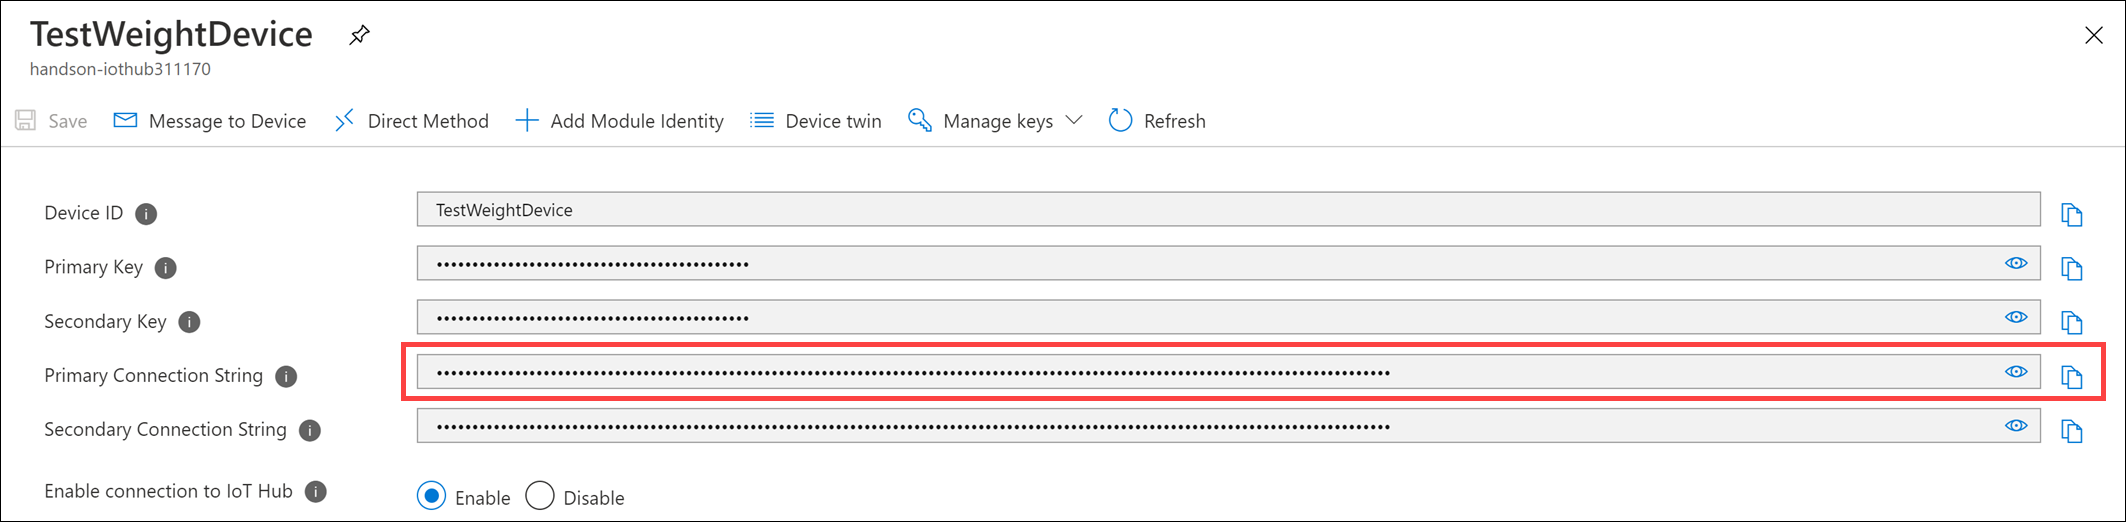 TestWeightDevice
handson-iothub311170
Save Message to Device Direct Method Add Module Identity Device twin Manage keys Refresh
Device ID TestWeightDevice
Primary Key
Secondary Key
Primary Connection String
Secondary Connection String
Enable connection to IoT Hub Enable Disable